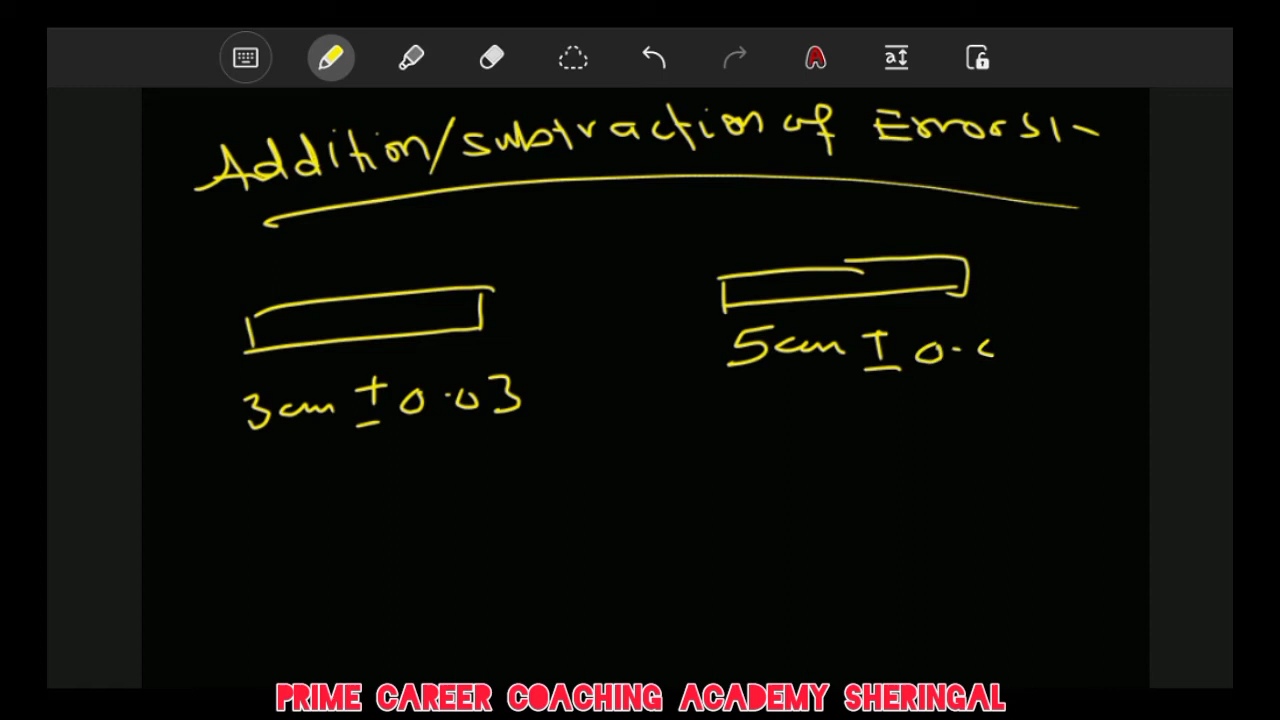 Addition/subtraction of Errors:-
3cm ± 0.03
5cm ± 0.
PRIME CAREER COACHING ACADEMY SHERINGAL